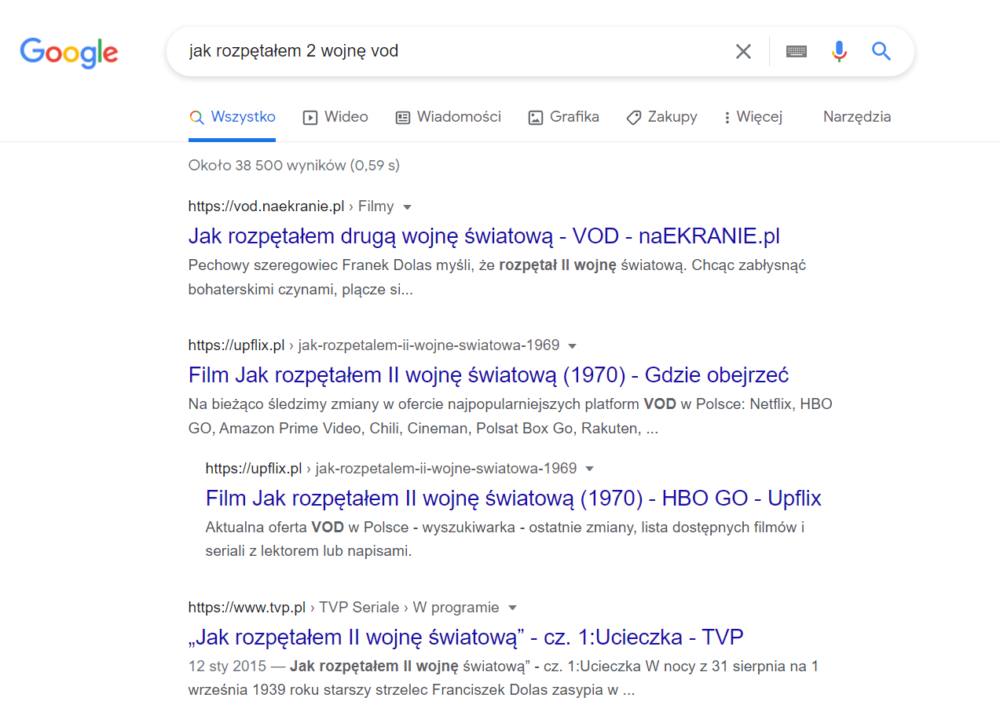 Google
jak rozpętałem 2 wojnę vod
Wszystko Wideo Wiadomości Grafika Zakupy Więcej Narzędzia
Około 38 500 wyników (0,59 s)
https://vod.naekranie.pl › Filmy
Jak rozpętałem drugą wojnę światową - VOD - naEKRANIE.pl
Pechowy szeregowiec Franek Dolas myśli, że rozpętał II wojnę światową. Chcąc zabłysnąć
bohaterskimi czynami, plącze si...
https://upflix.pl › jak-rozpetalem-ii-wojne-swiatowa-1969
Film Jak rozpętałem II wojnę światową (1970) - Gdzie obejrzeć
Na bieżąco śledzimy zmiany w ofercie najpopularniejszych platform VOD w Polsce: Netflix, HBO
GO, Amazon Prime Video, Chili, Cineman, Polsat Box Go, Rakuten, ...
https://upflix.pl › jak-rozpetalem-ii-wojne-swiatowa-1969
Film Jak rozpętałem II wojnę światową (1970) - HBO GO - Upflix
Aktualna oferta VOD w Polsce - wyszukiwarka - ostatnie zmiany, lista dostępnych filmów i
seriali z lektorem lub napisami.
https://www.tvp.pl › TVP Seriale › W programie
„Jak rozpętałem II wojnę światową” - cz. 1:Ucieczka - TVP
12 sty 2015 — Jak rozpętałem II wojnę światową” - cz. 1:Ucieczka W nocy z 31 sierpnia na 1
września 1939 roku starszy strzelec Franciszek Dolas zasypia w ...